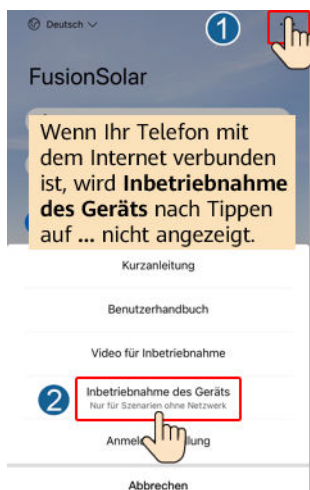 Deutsch
1
FusionSolar
Wenn Ihr Telefon mit
dem Internet verbunden
ist, wird Inbetriebnahme
des Geräts nach Tippen
auf ... nicht angezeigt.
Kurzanleitung
Benutzerhandbuch
Video für Inbetriebnahme
2
Inbetriebnahme des Geräts
Nur für Szenarien ohne Netzwerk
Abbrechen